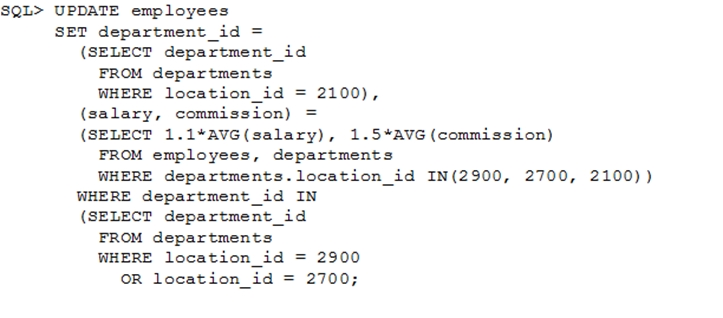 SQL> UPDATE employees
SET department_id =
(SELECT department_id
FROM departments
WHERE location_id = 2100),
(salary, commission) =
(SELECT 1.1*AVG(salary), 1.5*AVG(commission)
FROM employees, departments
WHERE departments.location_id IN(2900, 2700, 2100))
WHERE department_id IN
(SELECT department_id
FROM departments
WHERE location_id = 2900
OR location_id = 2700;